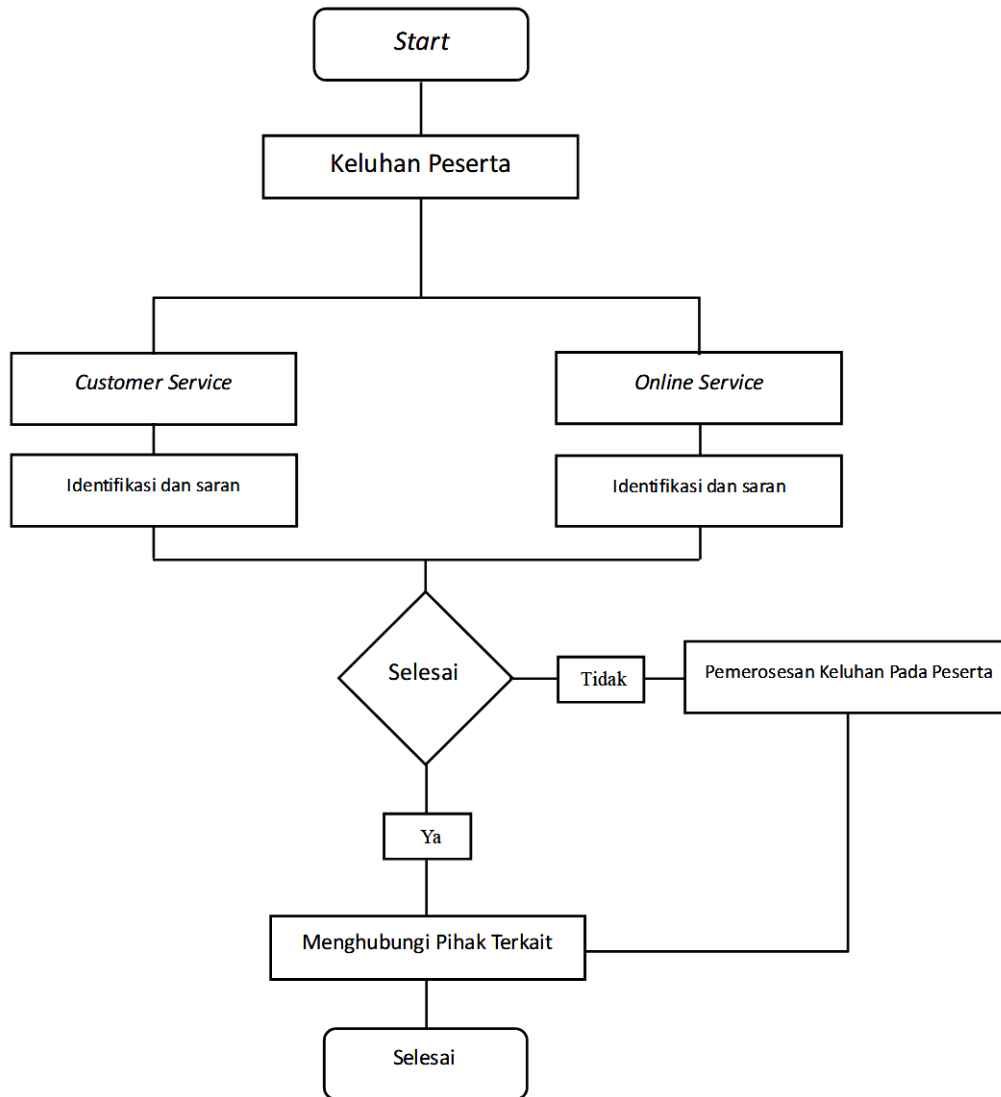 Start
Keluhan Peserta
Customer Service
Online Service
Identifikasi dan saran
Identifikasi dan saran
Selesai
Tidak
Pemerosesan Keluhan Pada Peserta
Ya
Menghubungi Pihak Terkait
Selesai